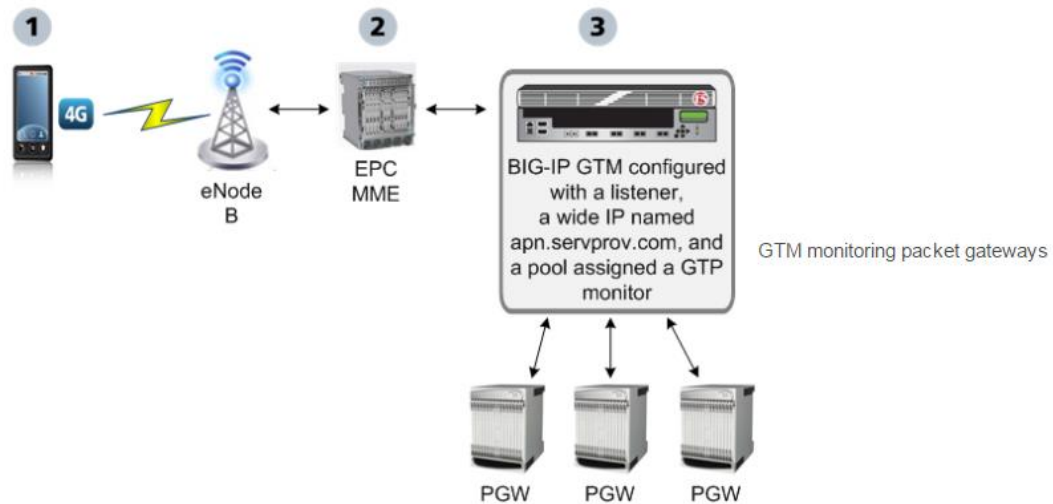 1
2
3
4G
f5
eNode
B
EPC
MME
BIG-IP GTM configured
with a listener,
a wide IP named
apn.servprov.com, and
a pool assigned a GTP
monitor
GTM monitoring packet gateways
PGW
PGW
PGW